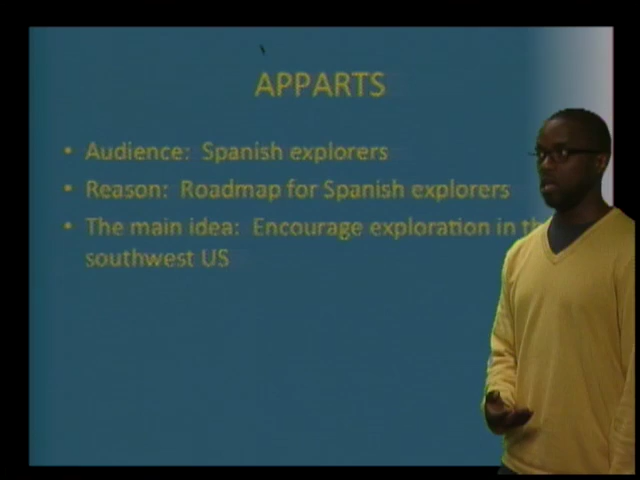 APPARTS
• Audience: Spanish explorers
• Reason: Roadmap for Spanish explorers
• The main idea: Encourage exploration in
southwest US